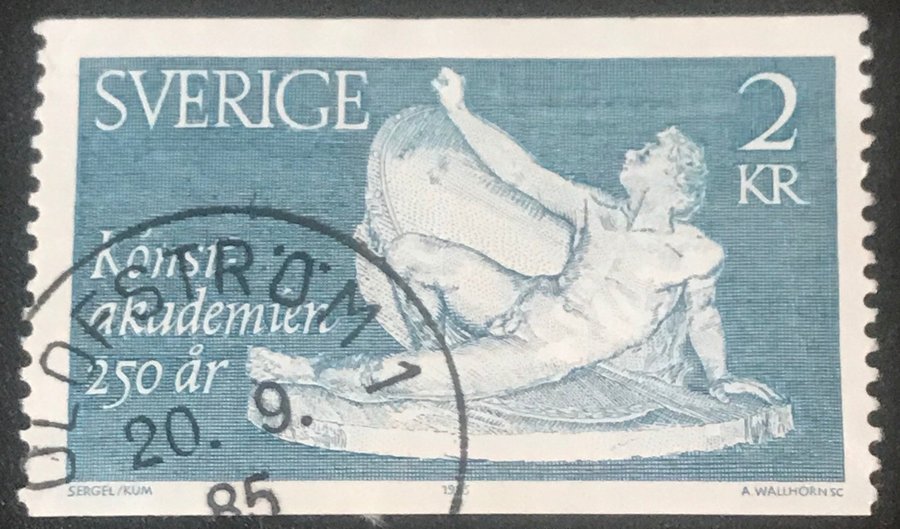 SVERIGE
2
KR
Konst-
akademien
250 år
OLOFSTRÖM 1
20. 9.
85
SERGEL/KUM
A. WALLHORN SC